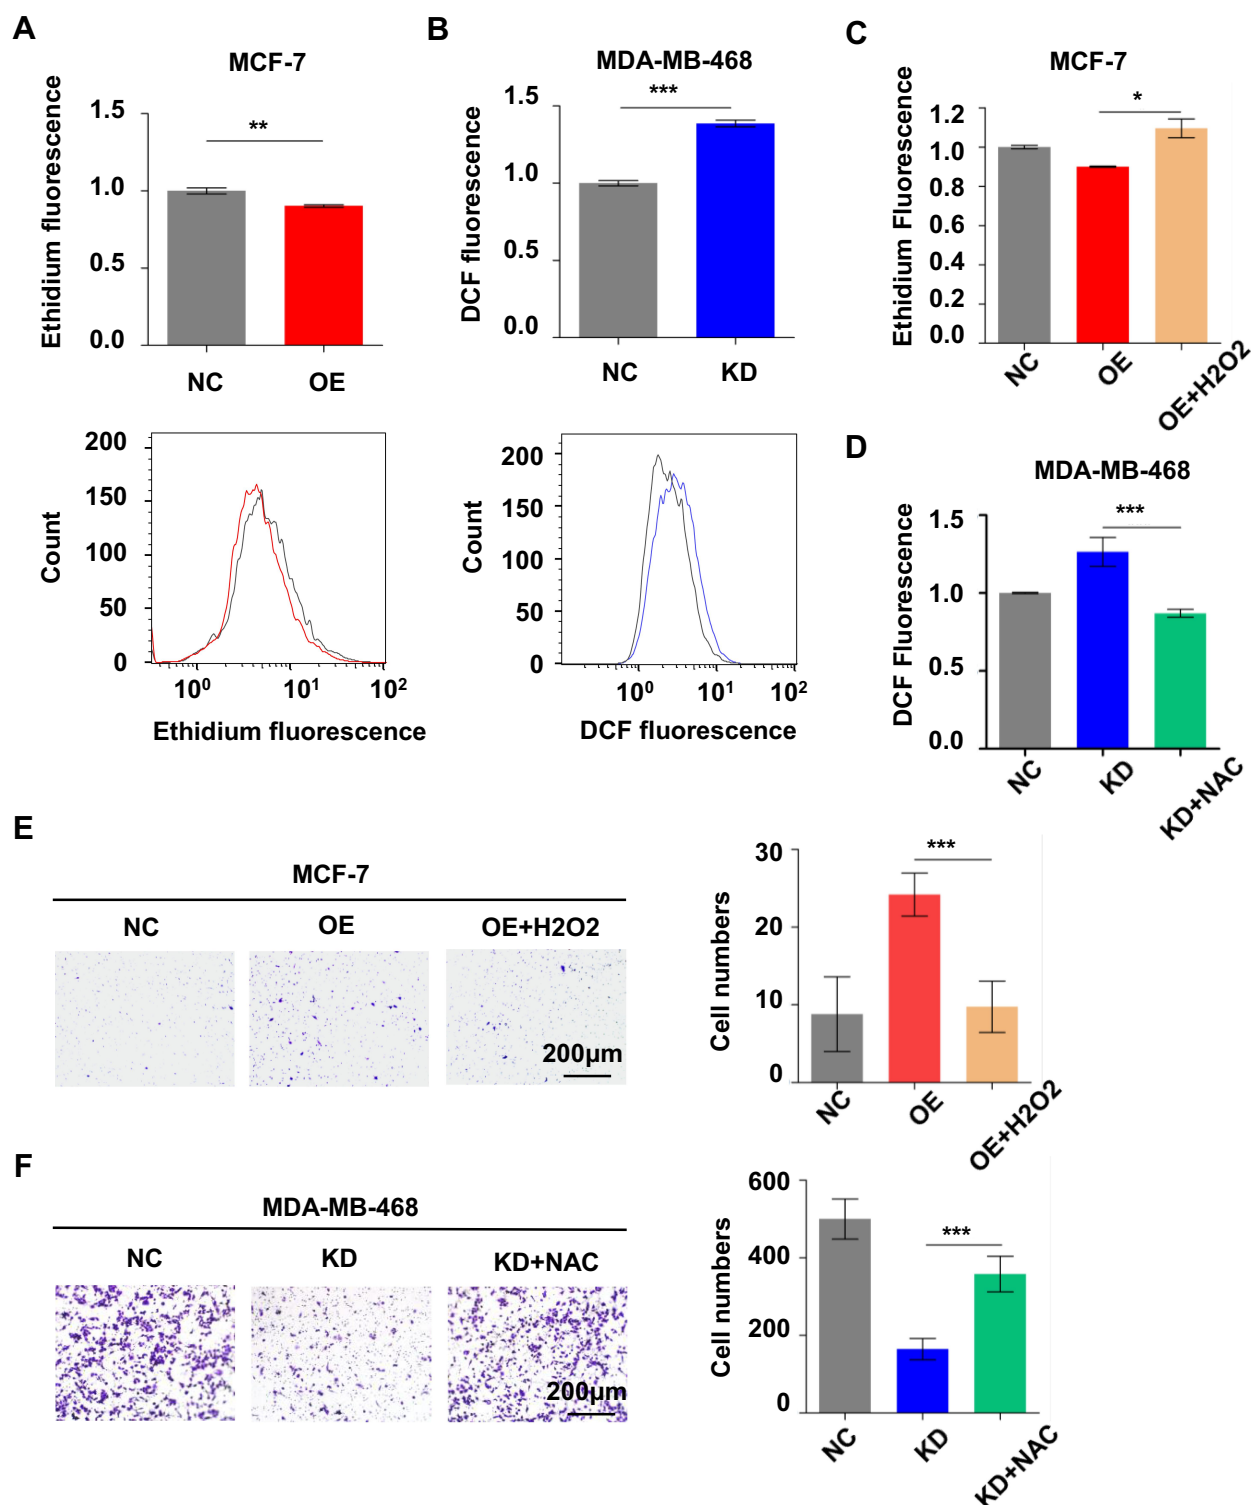 A
MCF-7
**
Ethidium fluorescence
1.5
1.0
0.5
0.0
NC
OE
200
150
100
50
0
Count
10⁰
10¹
10²
Ethidium fluorescence
B
MDA-MB-468
***
DCF fluorescence
1.5
1.0
0.5
0.0
NC
KD
200
150
100
50
0
Count
10⁰
10¹
10²
DCF fluorescence
C
MCF-7
*
Ethidium Fluorescence
1.2
1.0
0.8
0.6
0.4
0.2
0.0
NC
OE
OE+H2O2
D
MDA-MB-468
***
DCF Fluorescence
1.5
1.0
0.5
0.0
NC
KD
KD+NAC
E
MCF-7
NC
OE
OE+H2O2
200μm
***
Cell numbers
30
20
10
0
NC
OE
OE+H2O2
F
MDA-MB-468
NC
KD
KD+NAC
200μm
***
Cell numbers
600
400
200
0
NC
KD
KD+NAC